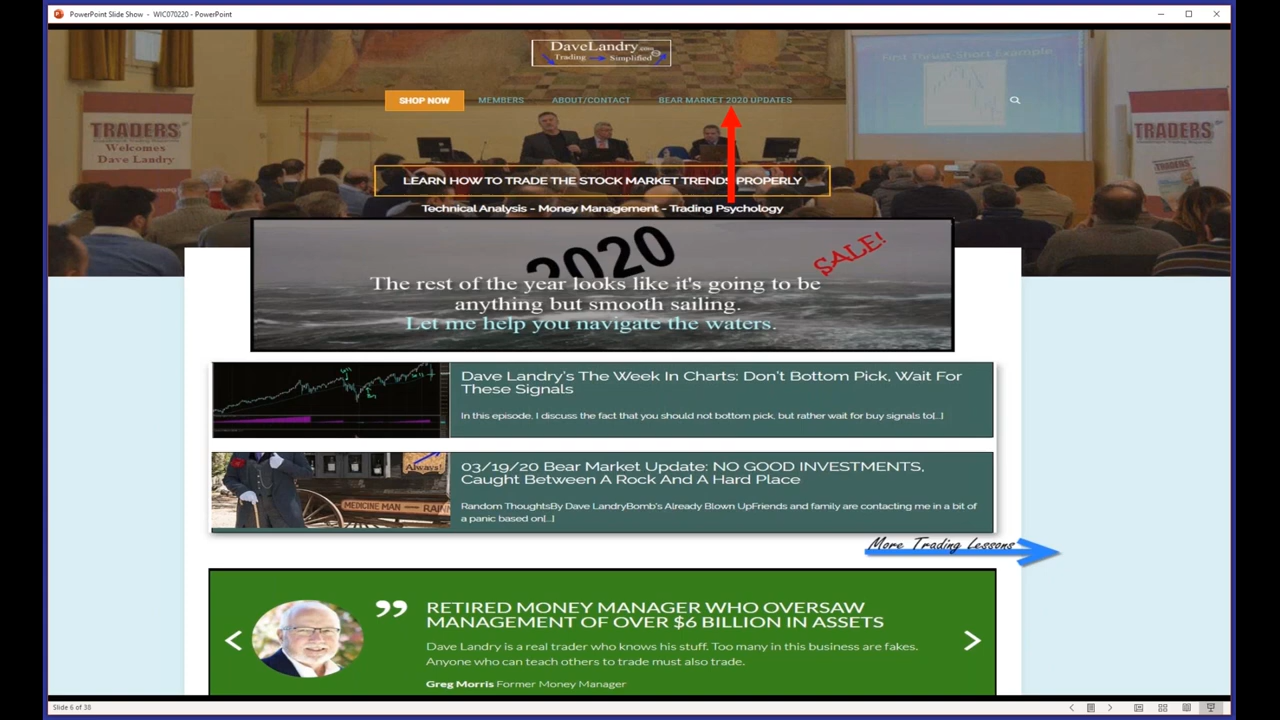 PowerPoint Slide Show - WIC070220 - PowerPoint
DaveLandry.com
Trading Simplified
First Thrust-Short Example
SHOP NOW
MEMBERS
ABOUT/CONTACT
BEAR MARKET 2020 UPDATES
TRADERS'
Welcomes
Dave Landry
TRADERS'
LEARN HOW TO TRADE THE STOCK MARKET TRENDS PROPERLY
Technical Analysis - Money Management - Trading Psychology
2020
SALE!
The rest of the year looks like it's going to be
anything but smooth sailing.
Let me help you navigate the waters.
Dave Landry's The Week In Charts: Don't Bottom Pick, Wait For
These Signals
In this episode, I discuss the fact that you should not bottom pick, but rather wait for buy signals to[...]
Always!
MEDICINE MAN — RAIN
03/19/20 Bear Market Update: NO GOOD INVESTMENTS,
Caught Between A Rock And A Hard Place
Random ThoughtsBy Dave LandryBomb's Already Blown UpFriends and family are contacting me in a bit of
a panic based on[...]
More Trading Lessons
RETIRED MONEY MANAGER WHO OVERSAW
MANAGEMENT OF OVER $6 BILLION IN ASSETS
Dave Landry is a real trader who knows his stuff. Too many in this business are fakes.
Anyone who can teach others to trade must also trade.
Greg Morris Former Money Manager
Slide 6 of 38